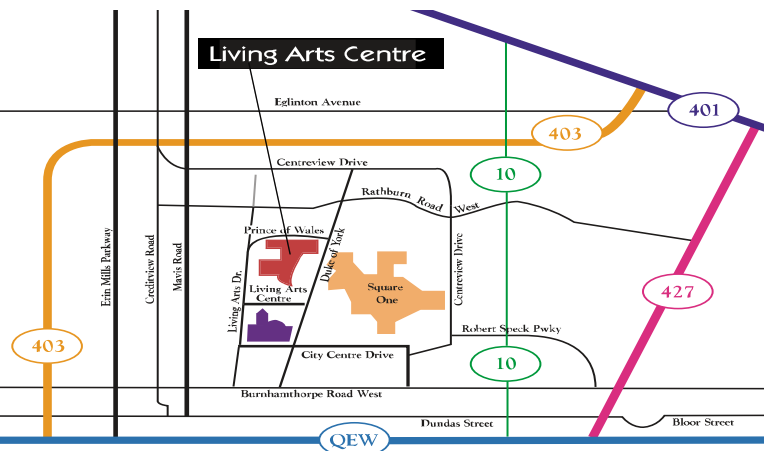 Living Arts Centre
401
Eglinton Avenue
403
Centreview Drive
10
Rathburn Road West
Prince of Wales
Duke of York
Erin Mills Parkway
Creditview Road
Mavis Road
Living Arts Dr.
Centreview Drive
Living Arts
Centre
Square
One
427
Robert Speck Pwky
403
City Centre Drive
10
Burnhamthorpe Road West
Dundas Street
Bloor Street
QEW